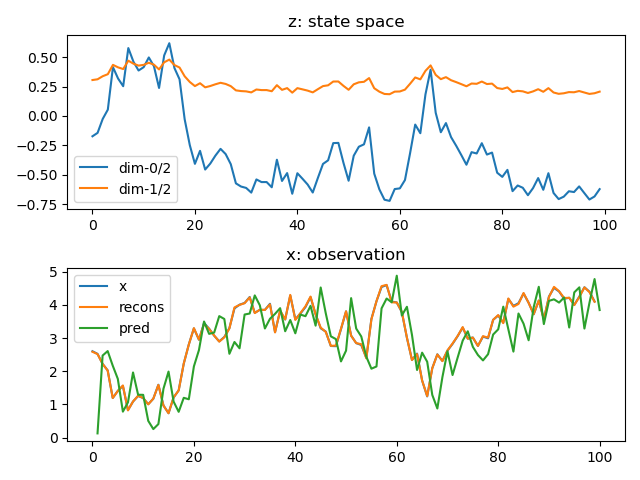 z: state space
0.50
0.25
0.00
−0.25
−0.50
−0.75
dim-0/2
dim-1/2
0 20 40 60 80 100
x: observation
5
4
3
2
1
0
x
recons
pred
0 20 40 60 80 100